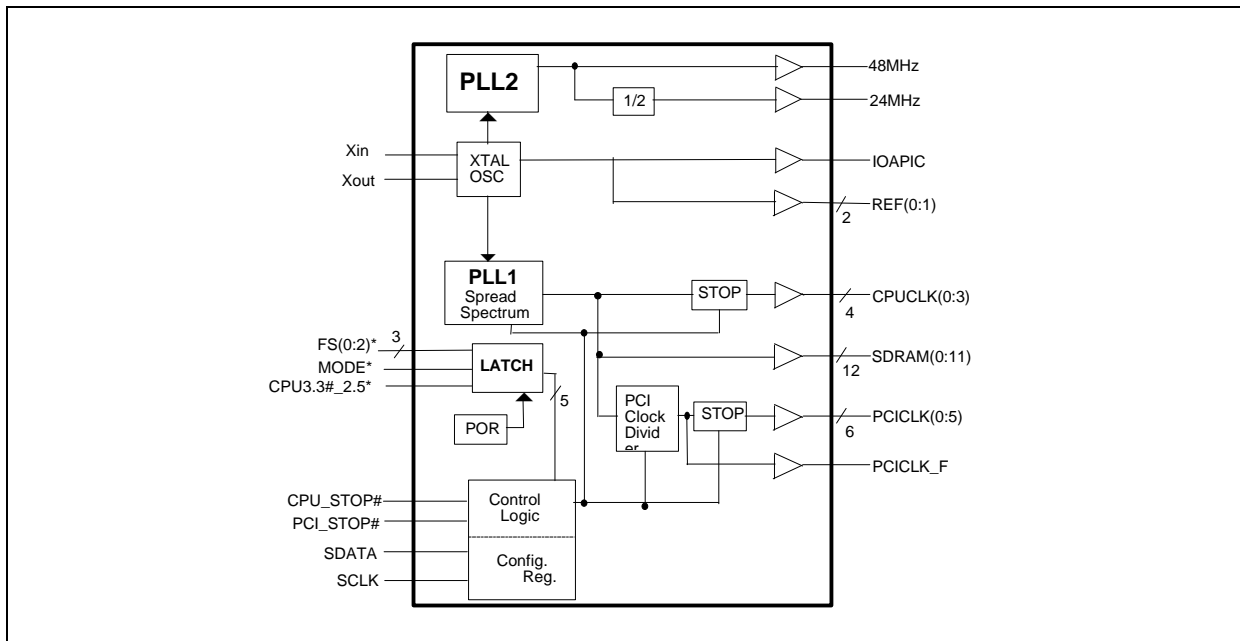 PLL2
48MHz
1/2
24MHz
Xin
XTAL
OSC
IOAPIC
Xout
REF(0:1)
2
PLL1
Spread
Spectrum
STOP
CPUCLK(0:3)
4
FS(0:2)*
3
MODE*
CPU3.3#_2.5*
LATCH
5
SDRAM(0:11)
12
POR
PCI
Clock
Divid
er
STOP
PCICLK(0:5)
6
PCICLK_F
CPU_STOP#
PCI_STOP#
Control
Logic
SDATA
SCLK
Config.
Reg.